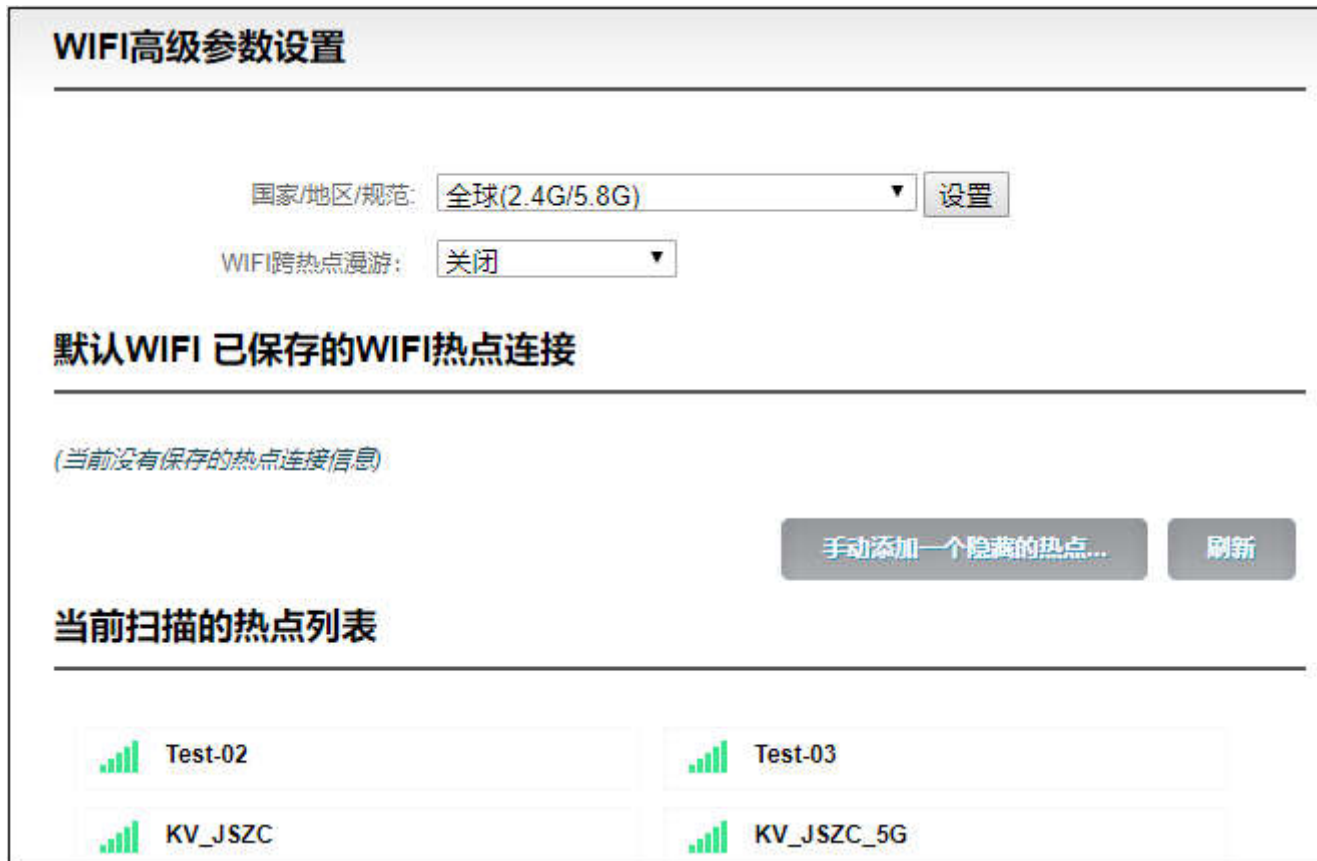 WIFI高级参数设置
国家/地区/规范: 全球(2.4G/5.8G) 设置
WIFI跨热点漫游： 关闭
默认WIFI 已保存的WIFI热点连接
(当前没有保存的热点连接信息)
手动添加一个隐藏的热点... 刷新
当前扫描的热点列表
Test-02 Test-03
KV_JSZC KV_JSZC_5G